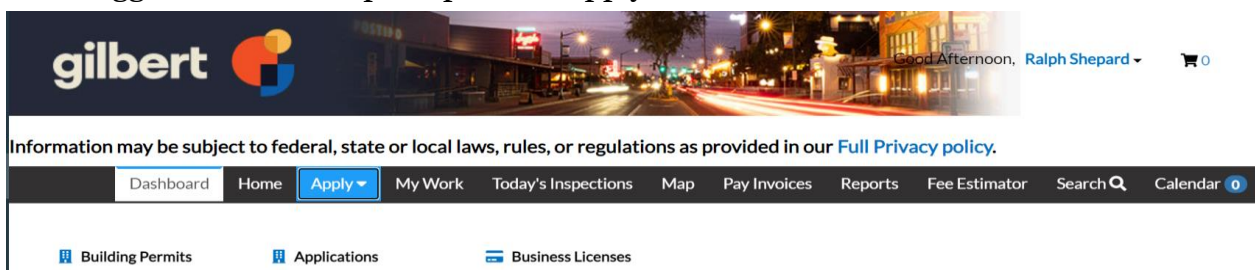 gilbert
Good Afternoon, Ralph Shepard
0
Information may be subject to federal, state or local laws, rules, or regulations as provided in our Full Privacy policy.
Dashboard Home Apply My Work Today's Inspections Map Pay Invoices Reports Fee Estimator Search Calendar 0
Building Permits Applications Business Licenses